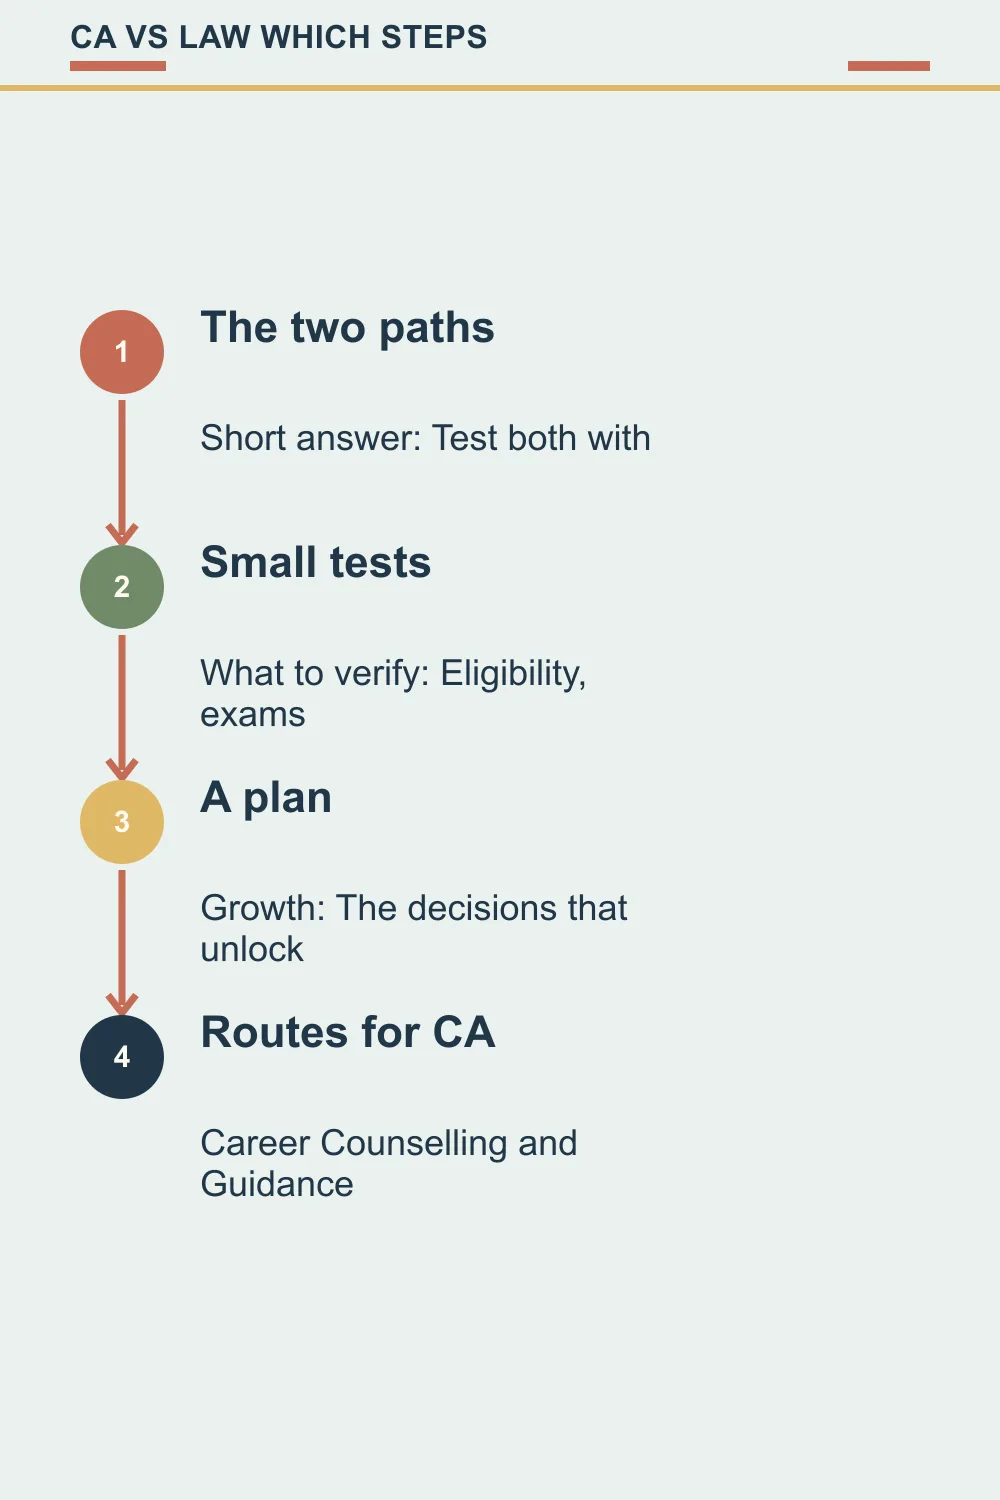 CA VS LAW WHICH STEPS
1
The two paths
Short answer: Test both with
2
Small tests
What to verify: Eligibility,
exams
3
A plan
Growth: The decisions that
unlock
4
Routes for CA
Career Counselling and
Guidance